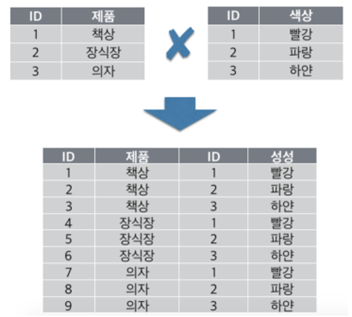 ID 제품 ID 색상
1 책상 1 빨강
2 장식장 2 파랑
3 의자 3 하얀
ID 제품 ID 성성
1 책상 1 빨강
2 책상 2 파랑
3 책상 3 하얀
4 장식장 1 빨강
5 장식장 2 파랑
6 장식장 3 하얀
7 의자 1 빨강
8 의자 2 파랑
9 의자 3 하얀